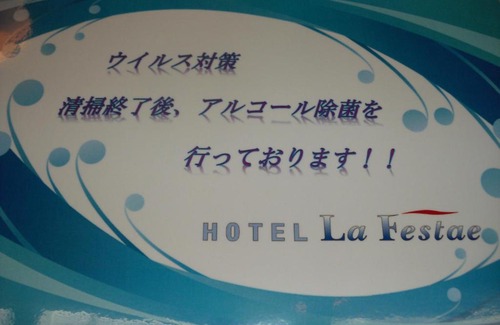 ウイルス対策
清掃終了後、アルコール除菌を
行っております!!
HOTEL La Festae